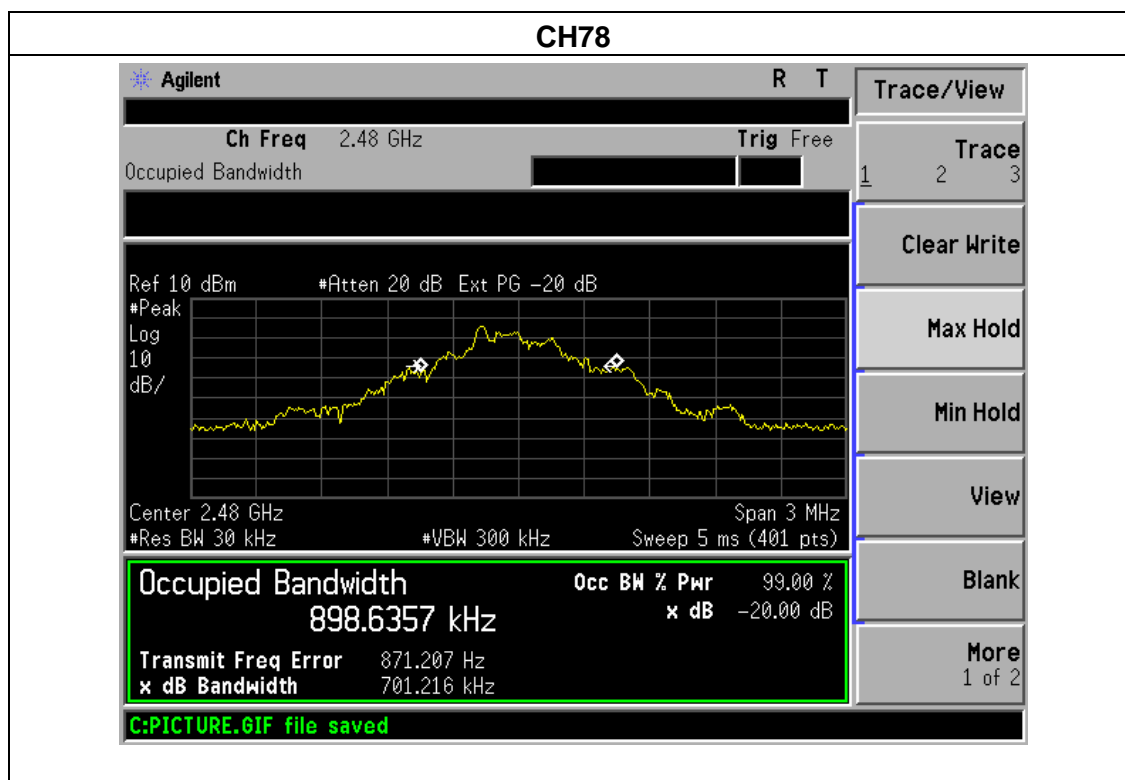 CH78
Agilent R T
Ch Freq 2.48 GHz Trig Free
Occupied Bandwidth
Ref 10 dBm #Atten 20 dB Ext PG -20 dB
#Peak
Log
10
dB/
Center 2.48 GHz Span 3 MHz
#Res BW 30 kHz #VBW 300 kHz Sweep 5 ms (401 pts)
Occupied Bandwidth Occ BW % Pwr 99.00 %
898.6357 kHz x dB -20.00 dB
Transmit Freq Error 871.207 Hz
x dB Bandwidth 701.216 kHz
C:PICTURE.GIF file saved
Trace/View
Trace
1 2 3
Clear Write
Max Hold
Min Hold
View
Blank
More
1 of 2